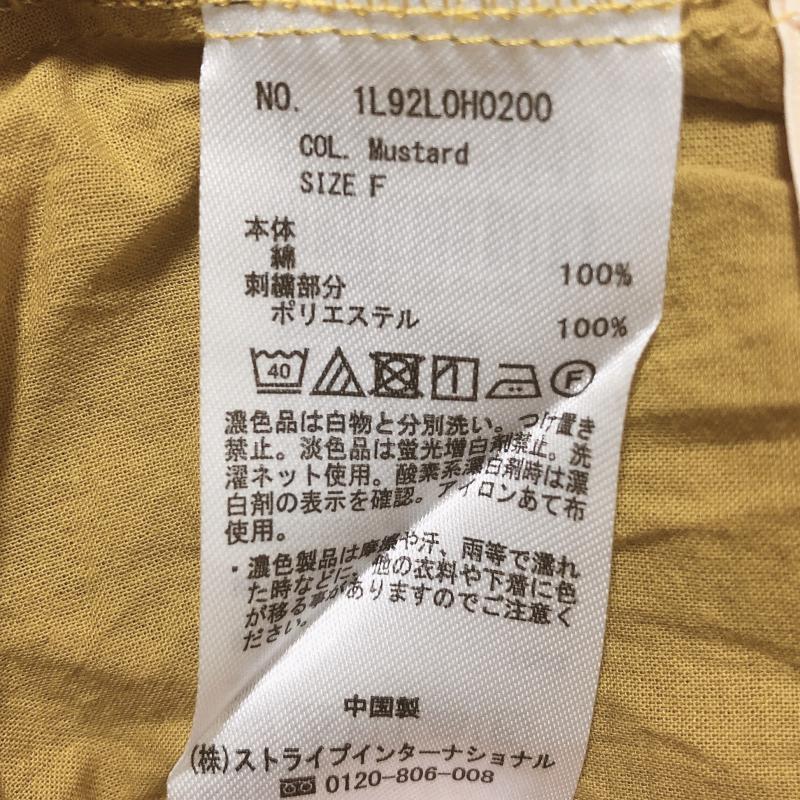 NO. 1L92L0H0200
COL. Mustard
SIZE F
本体
綿 100%
刺繍部分
ポリエステル 100%
40 F
濃色品は白物と分別洗い。つけ置き
禁止。淡色品は蛍光増白剤禁止。洗
濯ネット使用。酸素系漂白剤時は漂
白剤の表示を確認。アイロンあて布
使用。
・濃色製品は摩擦や汗、雨等で濡れ
た時などに、他の衣料や下着に色
が移る事がありますのでご注意く
ださい。
中国製
(株)ストライプインターナショナル
0120-806-008